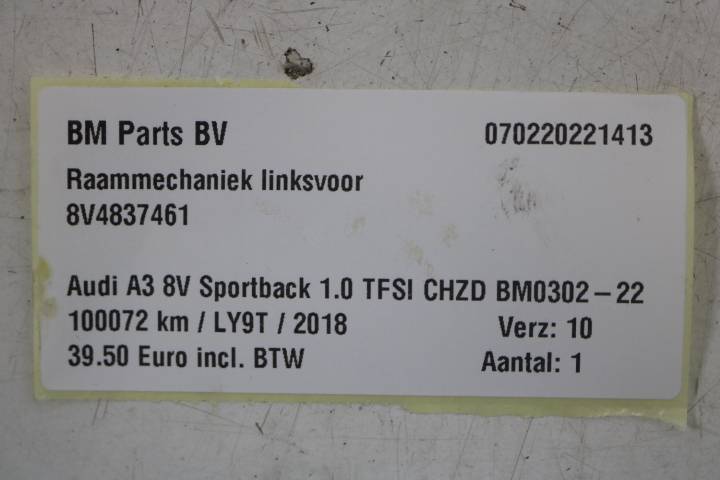 BM Parts BV 070220221413
Raammechaniek linksvoor
8V4837461
Audi A3 8V Sportback 1.0 TFSI CHZD BM0302-22
100072 km / LY9T / 2018 Verz: 10
39.50 Euro incl. BTW Aantal: 1